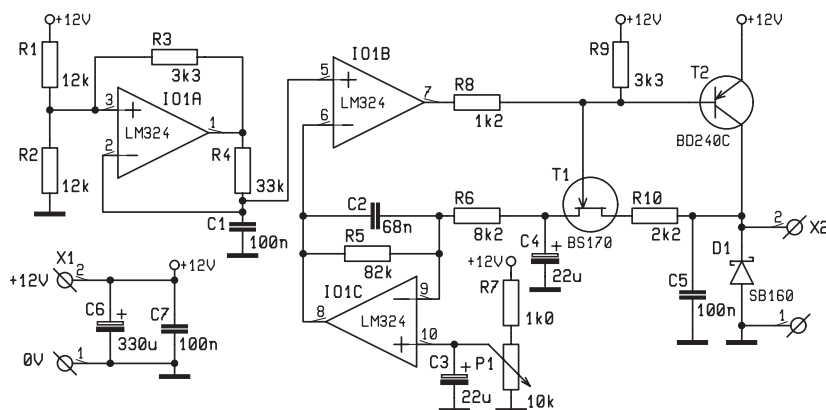 +12V
R1
12k
R2
12k
R3
3k3
IO1A
3
2
1
LM324
R4
33k
C1
100n
IO1B
5
6
7
LM324
R8
1k2
+12V
R9
3k3
+12V
T2
BD240C
T1
BS170
R10
2k2
C2
68n
R5
82k
R6
8k2
C4
+
22u
IO1C
8
9
10
LM324
+12V
R7
1k0
C3
+
22u
P1
10k
C5
100n
D1
SB160
2
X2
1
X1
+12V
2
+12V
C6
+
330u
C7
100n
0V
1